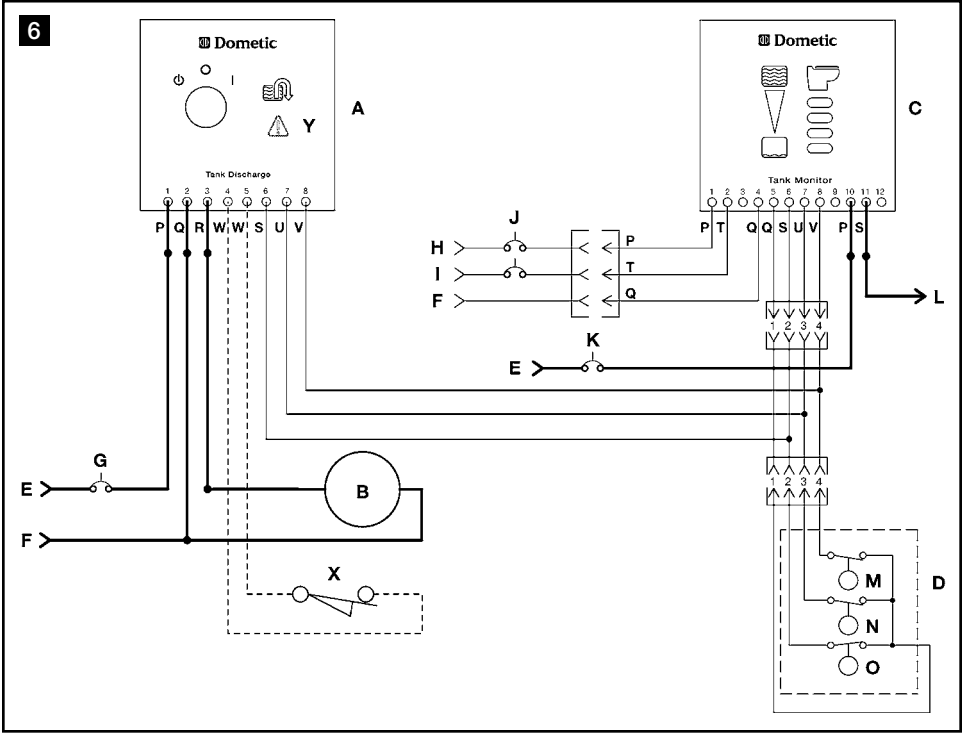 6
Dometic
I
Y
A
Tank Discharge
1 2 3 4 5 6 7 8
P Q R W W S U V
Dometic
C
Tank Monitor
1 2 3 4 5 6 7 8 9 10 11 12
P T Q Q S U V P S
J
H P
I T
F Q
L
1 2 3 4
K
E
G
E
B
F
X
1 2 3 4
M
N
D
O